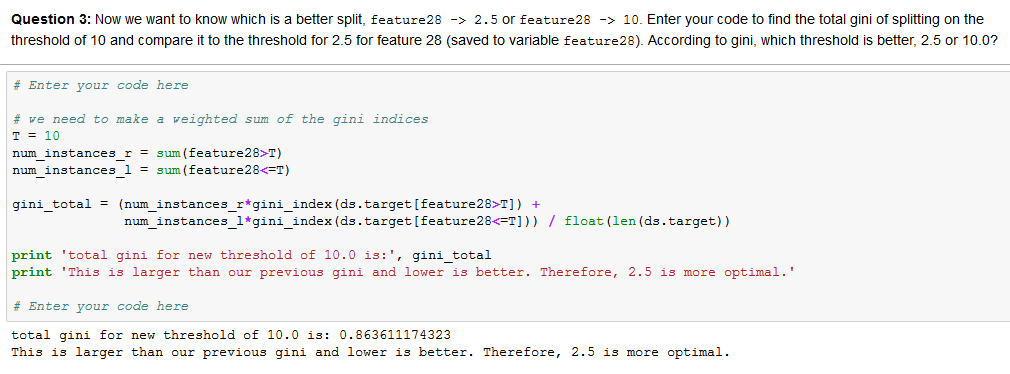 Question 3: Now we want to know which is a better split, feature28 -> 2.5 or feature28 -> 10. Enter your code to find the total gini of splitting on the
threshold of 10 and compare it to the threshold for 2.5 for feature 28 (saved to variable feature28). According to gini, which threshold is better, 2.5 or 10.0?
# Enter your code here
# we need to make a weighted sum of the gini indices
T = 10
num_instances_r = sum(feature28>T)
num_instances_l = sum(feature28<=T)
gini_total = (num_instances_r*gini_index(ds.target[feature28>T]) +
num_instances_l*gini_index(ds.target[feature28<=T])) / float(len(ds.target))
print 'total gini for new threshold of 10.0 is:', gini_total
print 'This is larger than our previous gini and lower is better. Therefore, 2.5 is more optimal.'
# Enter your code here
total gini for new threshold of 10.0 is: 0.863611174323
This is larger than our previous gini and lower is better. Therefore, 2.5 is more optimal.